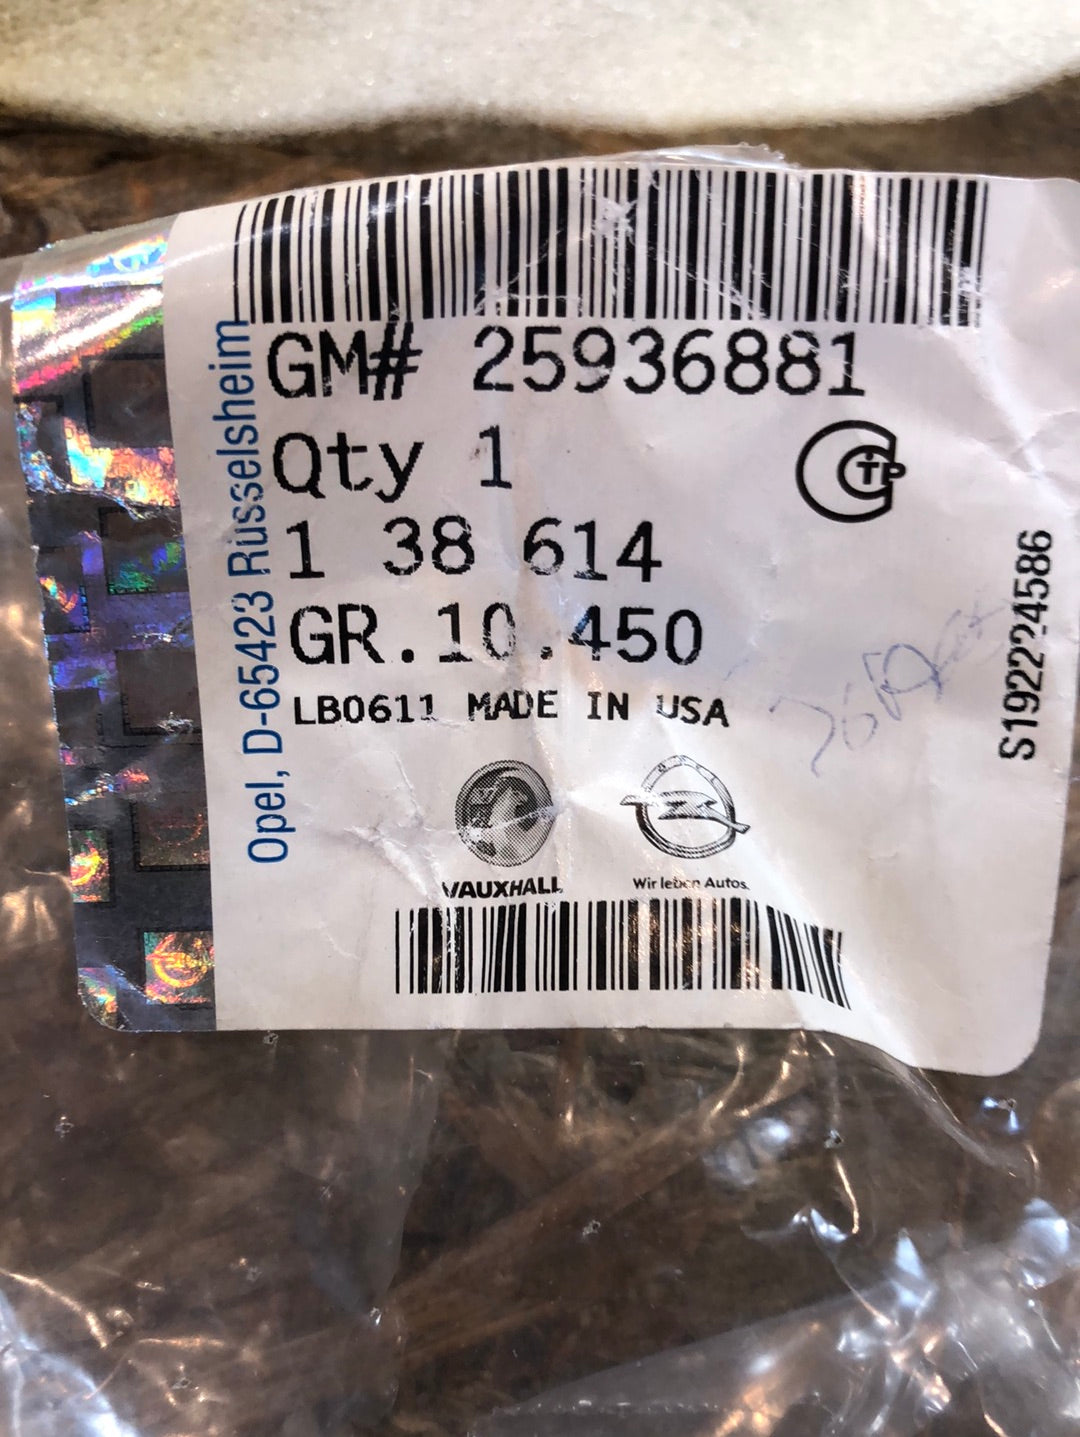 GM# 25936881
Qty 1
1 38 614
GR.10.450
LB0611 MADE IN USA
VAUXHALL
OPEL
Wir leben Autos.
Opel, D-65423 Rüsselsheim
S192224586